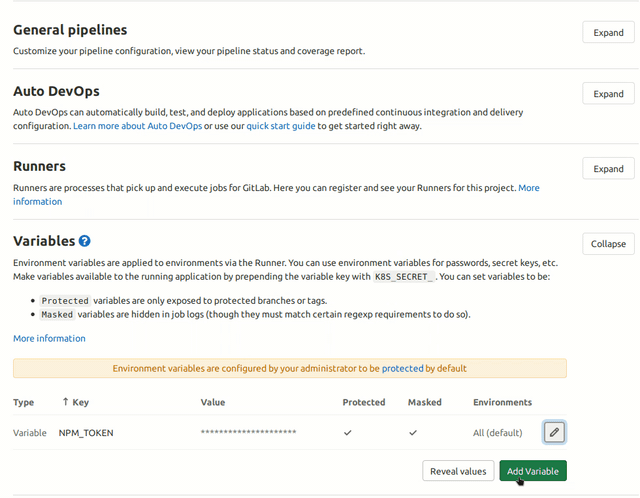 General pipelines
Expand
Customize your pipeline configuration, view your pipeline status and coverage report.
Auto DevOps
Expand
Auto DevOps can automatically build, test, and deploy applications based on predefined continuous integration and delivery
configuration. Learn more about Auto DevOps or use our quick start guide to get started right away.
Runners
Expand
Runners are processes that pick up and execute jobs for GitLab. Here you can register and see your Runners for this project. More
information
Variables ?
Collapse
Environment variables are applied to environments via the Runner. You can use environment variables for passwords, secret keys, etc.
Make variables available to the running application by prepending the variable key with K8S_SECRET_. You can set variables to be:
• Protected variables are only exposed to protected branches or tags.
• Masked variables are hidden in job logs (though they must match certain regexp requirements to do so).
More information
Environment variables are configured by your administrator to be protected by default
Type ↑ Key Value Protected Masked Environments
Variable NPM_TOKEN ********************* ✓ ✓ All (default)
Reveal values Add Variable